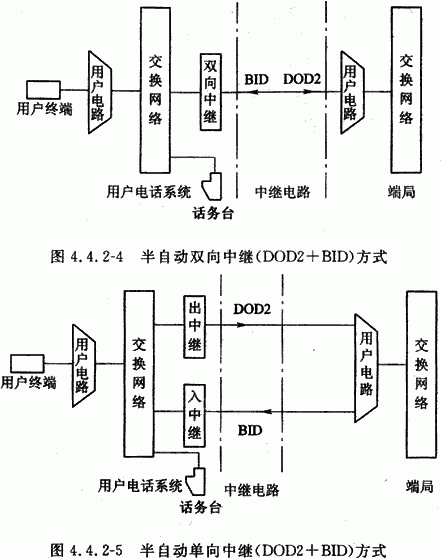 用户终端
用户电路
交换网络
双向中继
BID
DOD2
用户电路
交换网络
用户电话系统
话务台
中继电路
端局
图 4.4.2-4 半自动双向中继(DOD2+BID)方式
用户终端
用户电路
交换网络
出中继
DOD2
入中继
BID
用户电路
交换网络
用户电话系统
话务台
中继电路
端局
图 4.4.2-5 半自动单向中继(DOD2+BID)方式